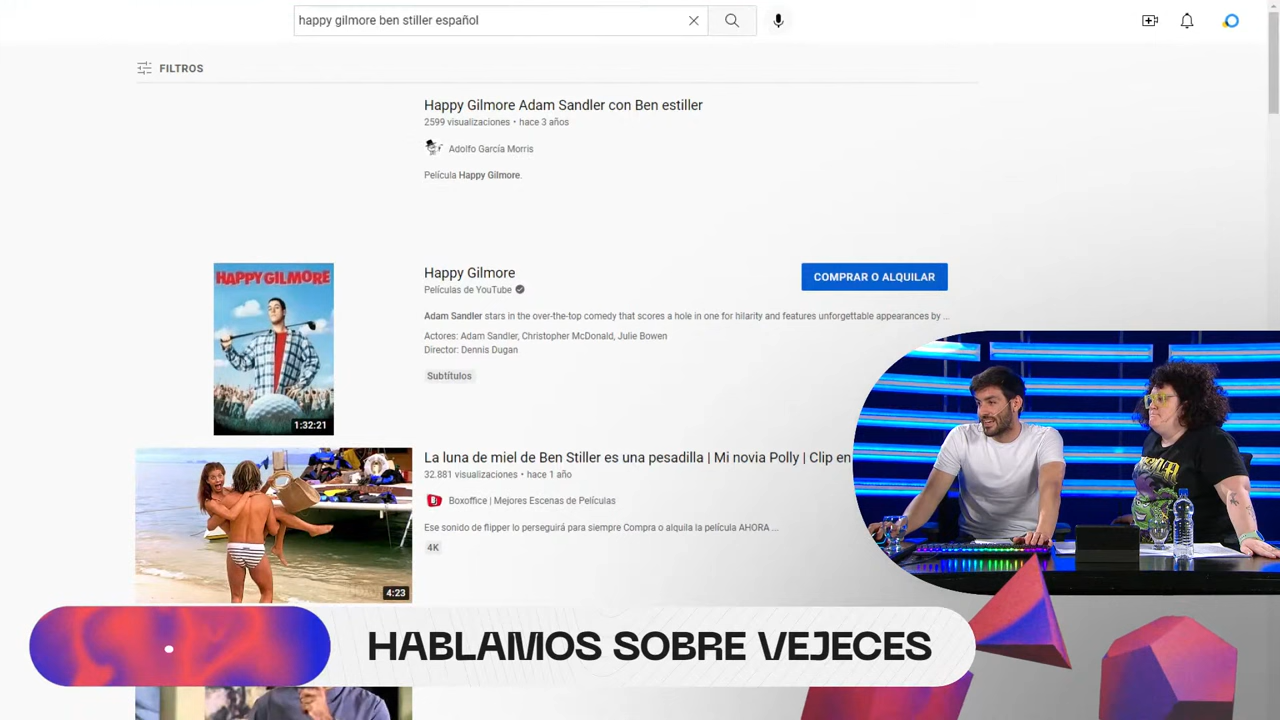 happy gilmore ben stiller español
FILTROS
Happy Gilmore Adam Sandler con Ben estiller
2599 visualizaciones • hace 3 años
Adolfo García Morris
Película Happy Gilmore.
HAPPY GILMORE
1:32:21
Happy Gilmore
COMPRAR O ALQUILAR
Películas de YouTube
Adam Sandler stars in the over-the-top comedy that scores a hole in one for hilarity and features unforgettable appearances by ...
Actores: Adam Sandler, Christopher McDonald, Julie Bowen
Director: Dennis Dugan
Subtítulos
4:23
La luna de miel de Ben Stiller es una pesadilla | Mi novia Polly | Clip en
32.881 visualizaciones • hace 1 año
Boxoffice | Mejores Escenas de Películas
Ese sonido de flipper lo perseguirá para siempre Compra o alquila la película AHORA ...
4K
HABLAMOS SOBRE VEJECES